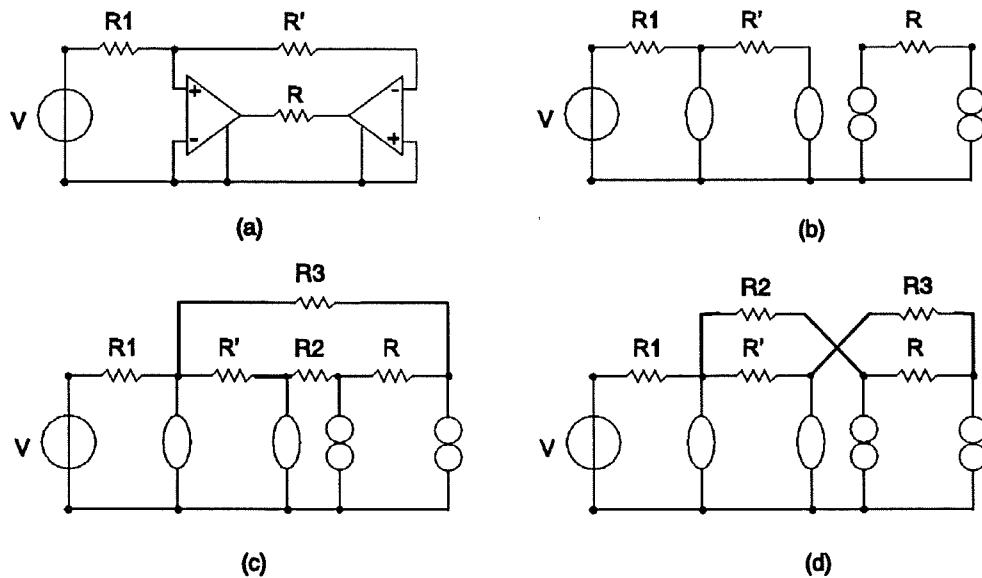 R1 R' R1 R' R
V + - R - + V
(a) (b)
R3
R1 R' R2 R
V
(c)
R2 R3
R1 R' R
V
(d)